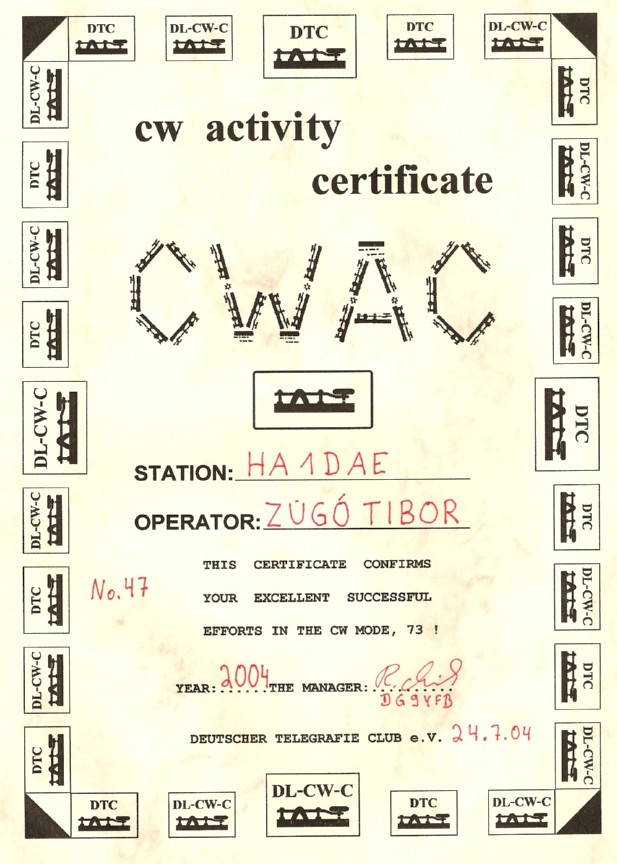 DTC DL-CW-C DTC DTC DL-CW-C
DL-CW-C DTC
DTC DL-CW-C
DL-CW-C DTC
DTC DL-CW-C
DL-CW-C DTC
DL-CW-C DTC
DTC DL-CW-C
DL-CW-C DTC
DTC DL-CW-C
cw activity
certificate
CWAC
STATION: HA1DAE
OPERATOR: ZÚGÓ TIBOR
THIS CERTIFICATE CONFIRMS
No.47
YOUR EXCELLENT SUCCESSFUL
EFFORTS IN THE CW MODE, 73 !
YEAR: 2004 THE MANAGER:
DG9YFB
DEUTSCHER TELEGRAFIE CLUB e.V. 24.7.04
DTC DL-CW-C DL-CW-C DTC DL-CW-C